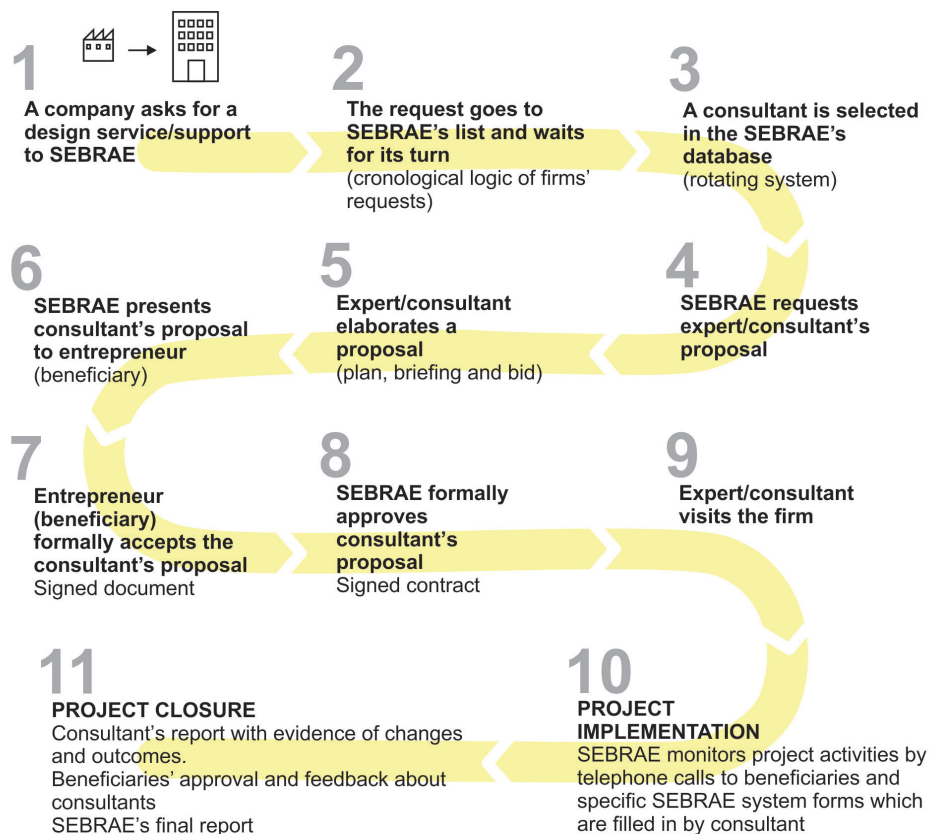 1
A company asks for a
design service/support
to SEBRAE
2
The request goes to
SEBRAE's list and waits
for its turn
(cronological logic of firms'
requests)
3
A consultant is selected
in the SEBRAE's
database
(rotating system)
4
SEBRAE requests
expert/consultant's
proposal
5
Expert/consultant
elaborates a
proposal
(plan, briefing and bid)
6
SEBRAE presents
consultant's proposal
to entrepreneur
(beneficiary)
7
Entrepreneur
(beneficiary)
formally accepts the
consultant's proposal
Signed document
8
SEBRAE formally
approves
consultant's
proposal
Signed contract
9
Expert/consultant
visits the firm
10
PROJECT
IMPLEMENTATION
SEBRAE monitors project activities by
telephone calls to beneficiaries and
specific SEBRAE system forms which
are filled in by consultant
11
PROJECT CLOSURE
Consultant's report with evidence of changes
and outcomes.
Beneficiaries' approval and feedback about
consultants
SEBRAE's final report